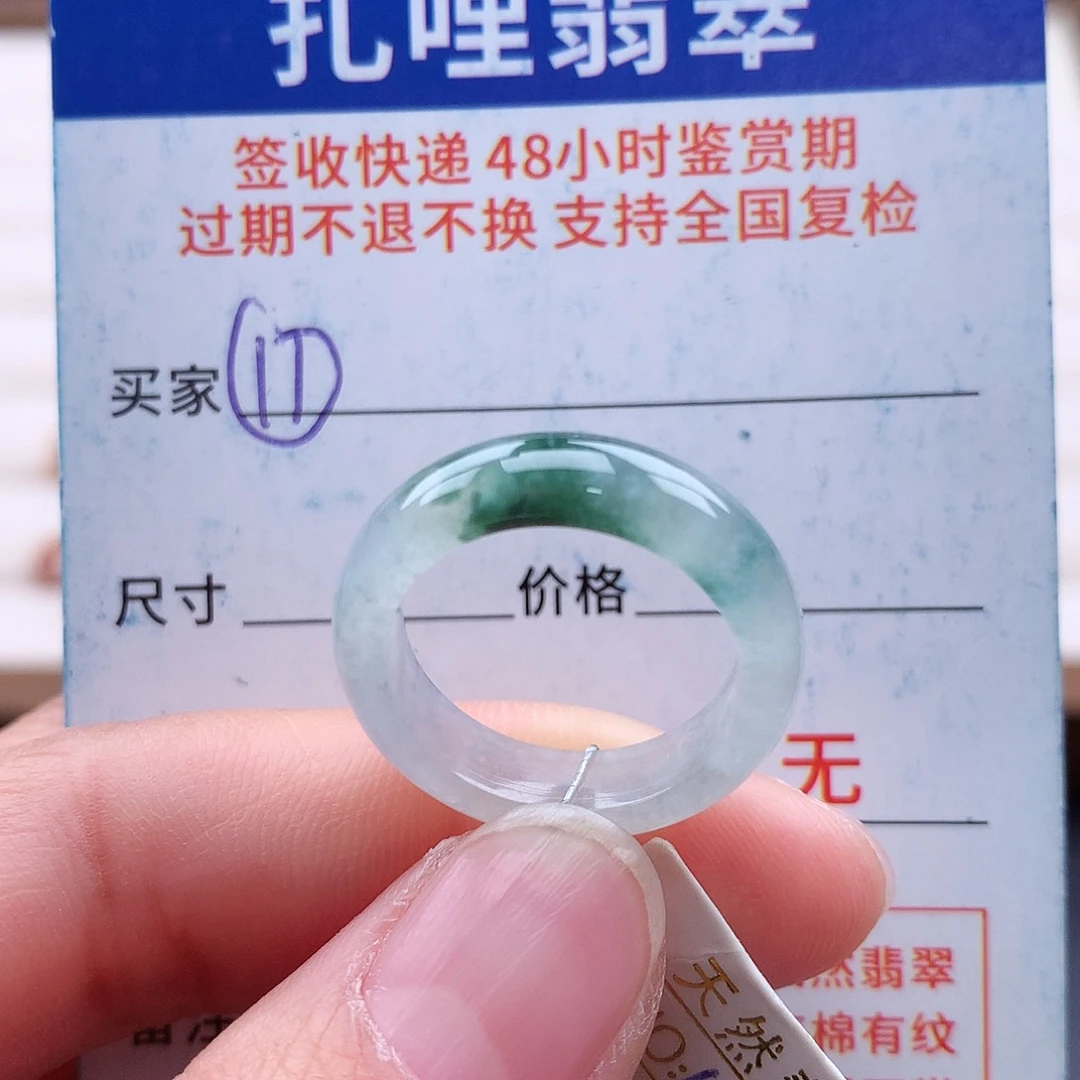 扎哩翡翠
签收快递 48小时鉴赏期
过期不退不换 支持全国复检
买家 17
尺寸 价格
无
然翡翠
棉有纹
天然